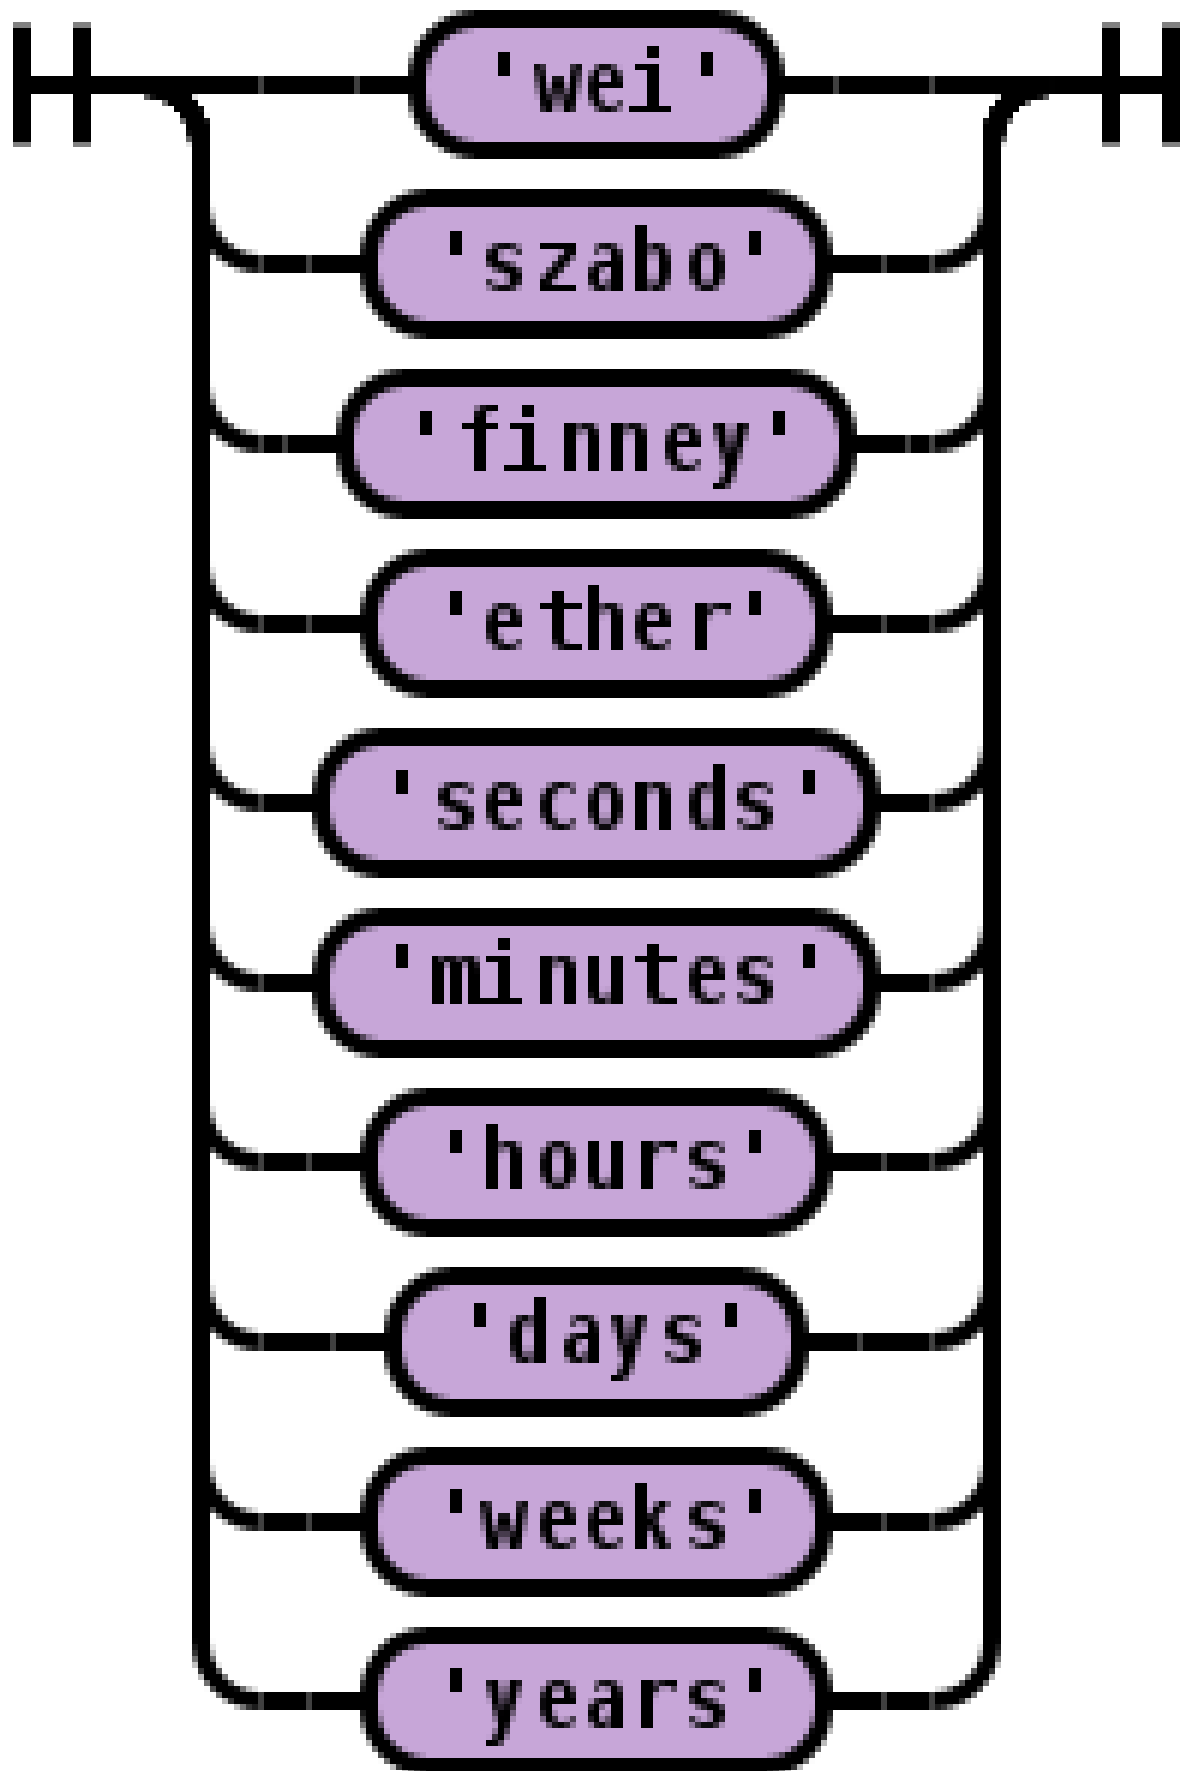 'wei'
'szabo'
'finney'
'ether'
'seconds'
'minutes'
'hours'
'days'
'weeks'
'years'